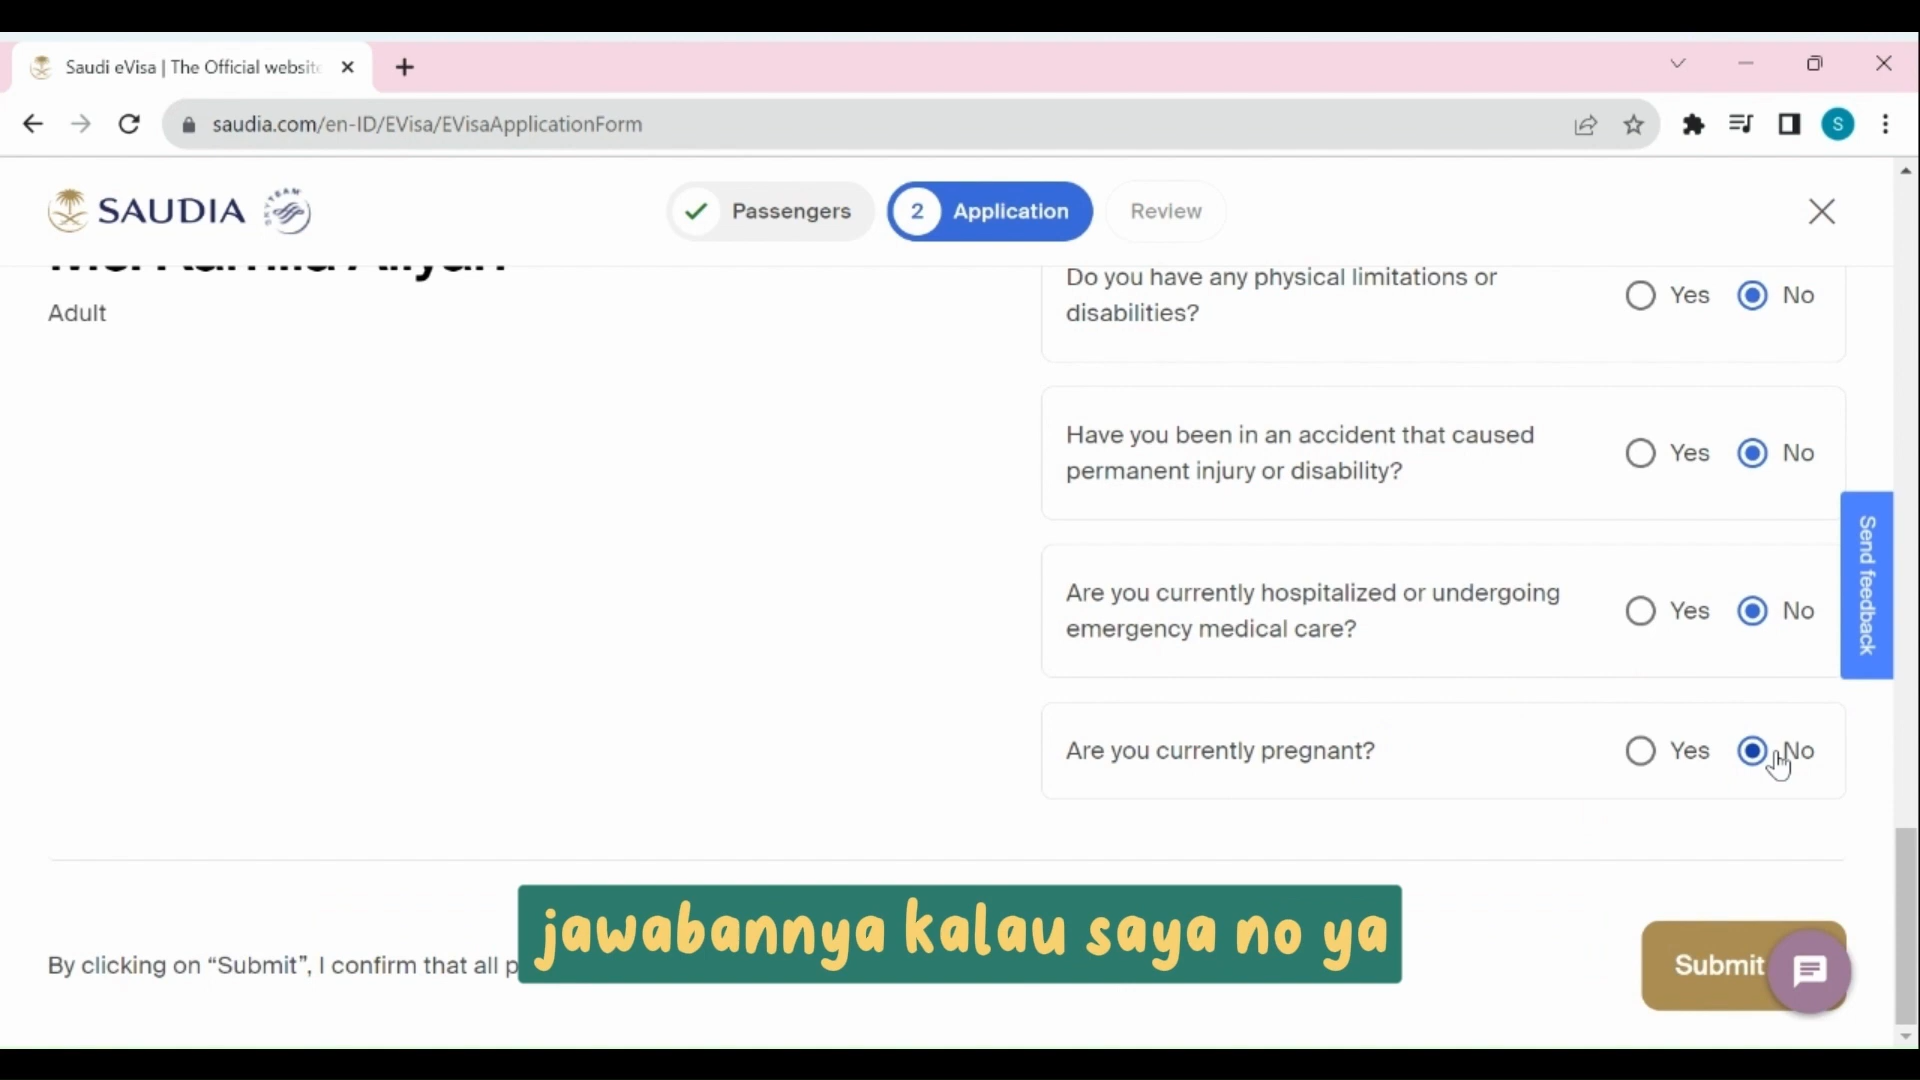 Saudi eVisa | The Official website
saudia.com/en-ID/EVisa/EVisaApplicationForm
S
SAUDIA
Passengers
2 Application
Review
Adult
Do you have any physical limitations or
disabilities?
Yes No
Have you been in an accident that caused
permanent injury or disability?
Yes No
Are you currently hospitalized or undergoing
emergency medical care?
Yes No
Send feedback
Are you currently pregnant?
Yes No
jawabannya kalau saya no ya
By clicking on “Submit”, I confirm that all p
Submit